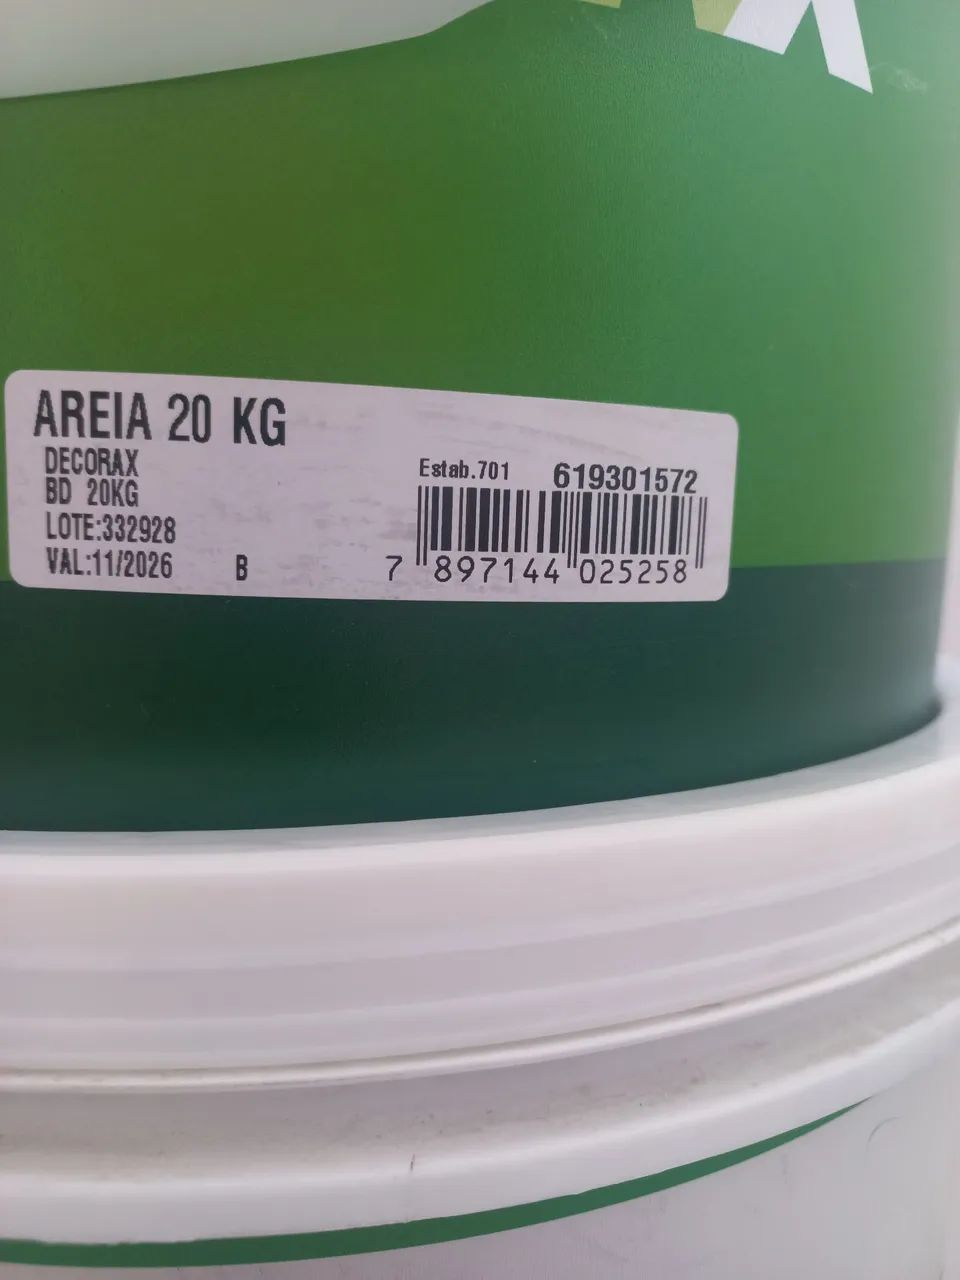 AREIA 20 KG
DECORAX
BD 20KG
LOTE:332928
VAL:11/2026 B
Estab.701 619301572
7 897144 025258